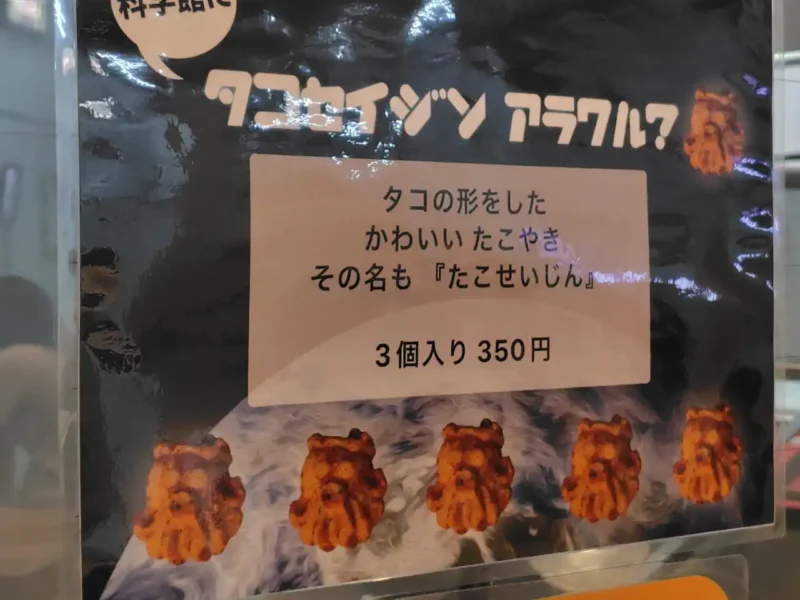 科学館に
タコセイジン アラワル?
タコの形をした
かわいい たこやき
その名も 『たこせいじん』
3個入り 350円